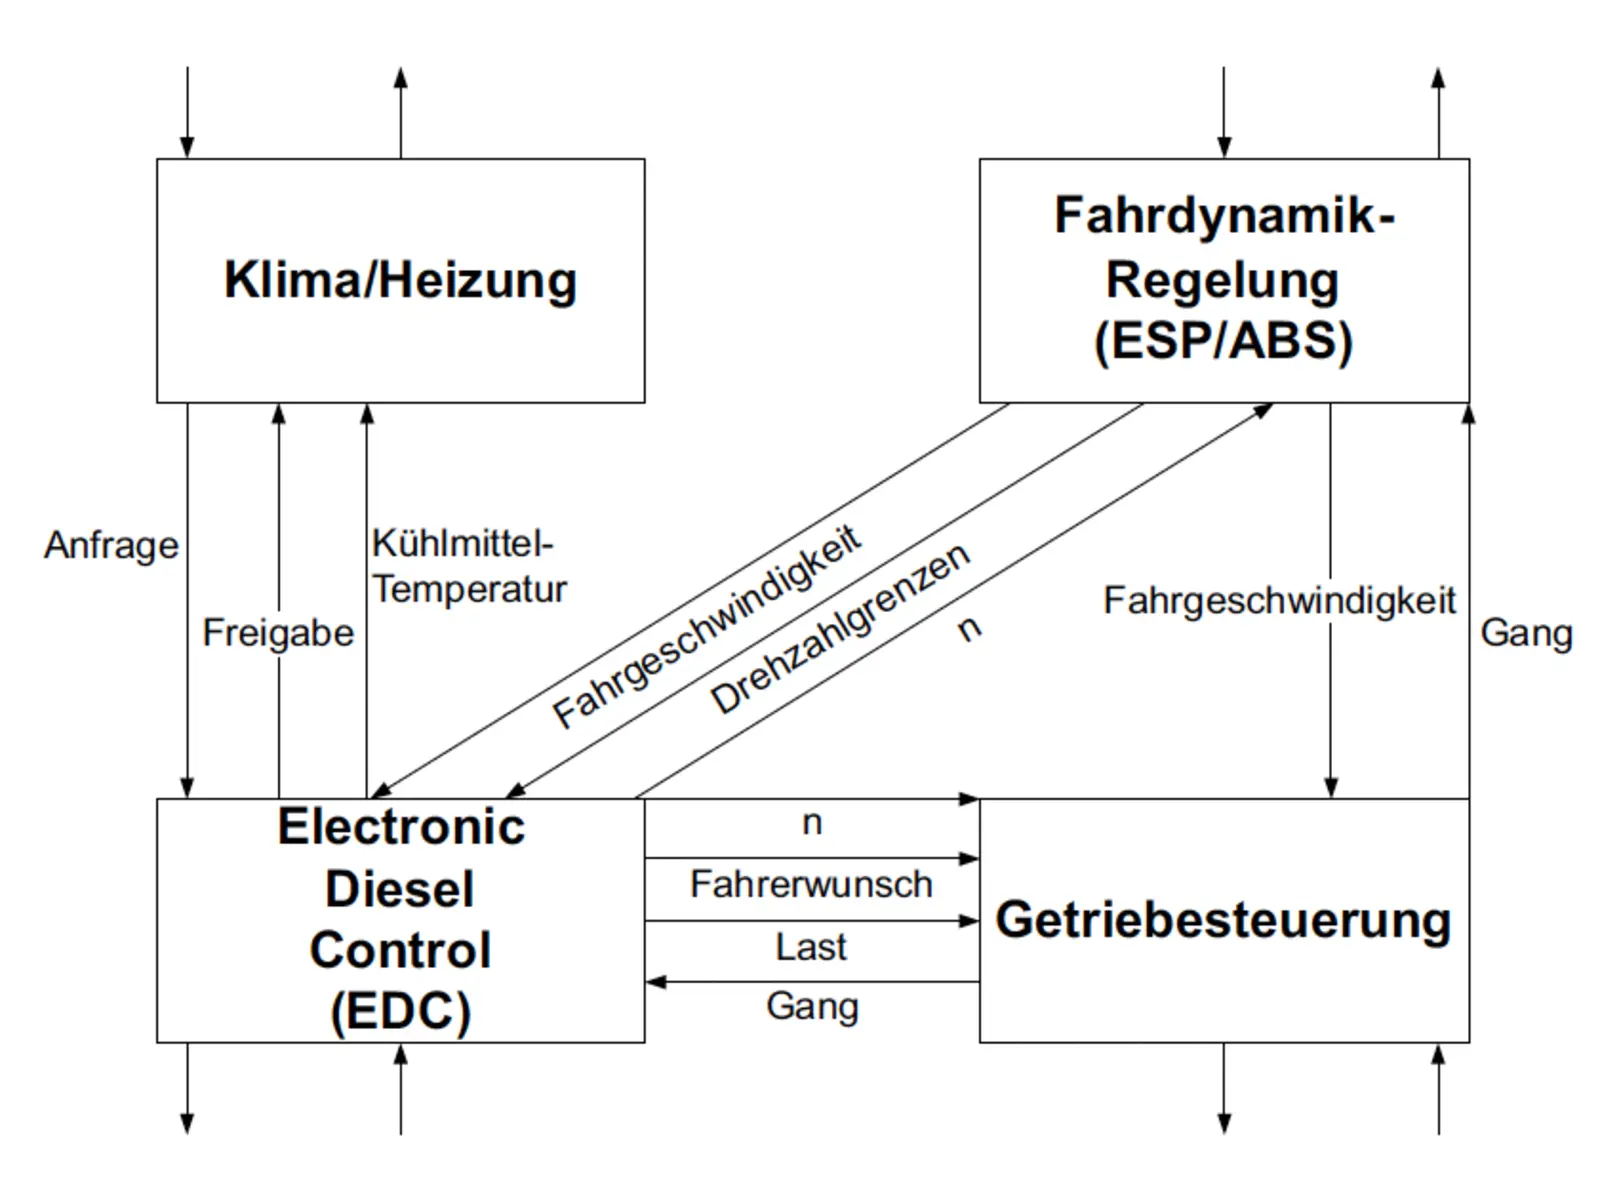 Klima/Heizung
Fahrdynamik-
Regelung
(ESP/ABS)
Anfrage
Freigabe
Kühlmittel-
Temperatur
Fahrgeschwindigkeit
Drehzahlgrenzen
n
Fahrgeschwindigkeit
Gang
Electronic
Diesel
Control
(EDC)
n
Fahrerwunsch
Last
Gang
Getriebesteuerung